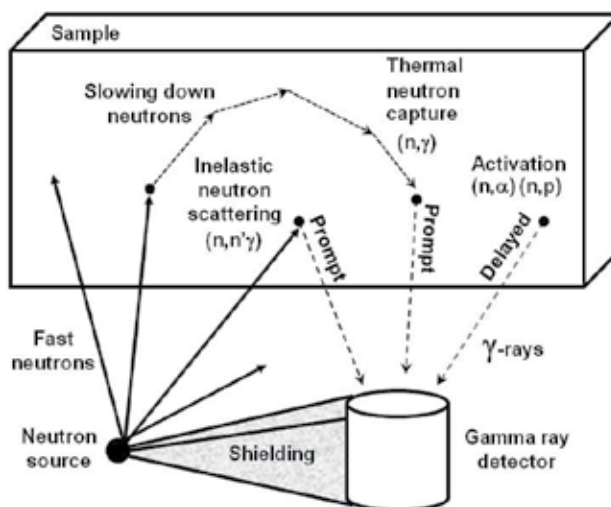 Sample
Slowing down
neutrons
Thermal
neutron
capture
(n,γ)
Inelastic
neutron
scattering
(n,n'γ)
Activation
(n,α) (n,p)
Prompt
Prompt
Delayed
Fast
neutrons
γ-rays
Neutron
source
Shielding
Gamma ray
detector